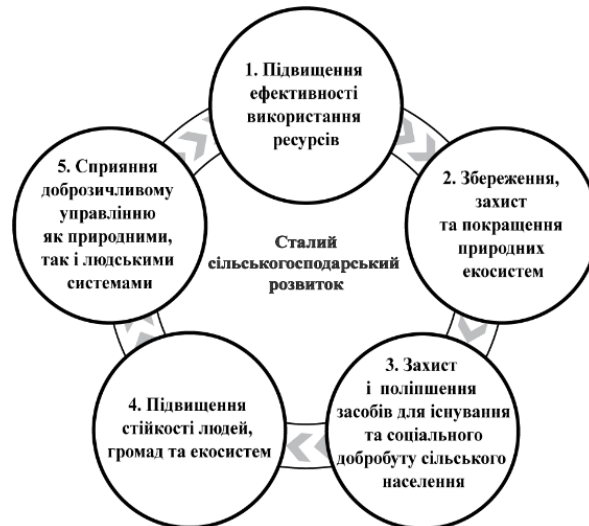 1. Підвищення
ефективності
використання
ресурсів
2. Збереження,
захист
та покращення
природних
екосистем
3. Захист
і поліпшення
засобів для існування
та соціального
добробуту сільського
населення
4. Підвищення
стійкості людей,
громад та екосистем
5. Сприяння
доброзичливому
управлінню
як природними,
так і людськими
системами
Сталий
сільськогосподарський
розвиток